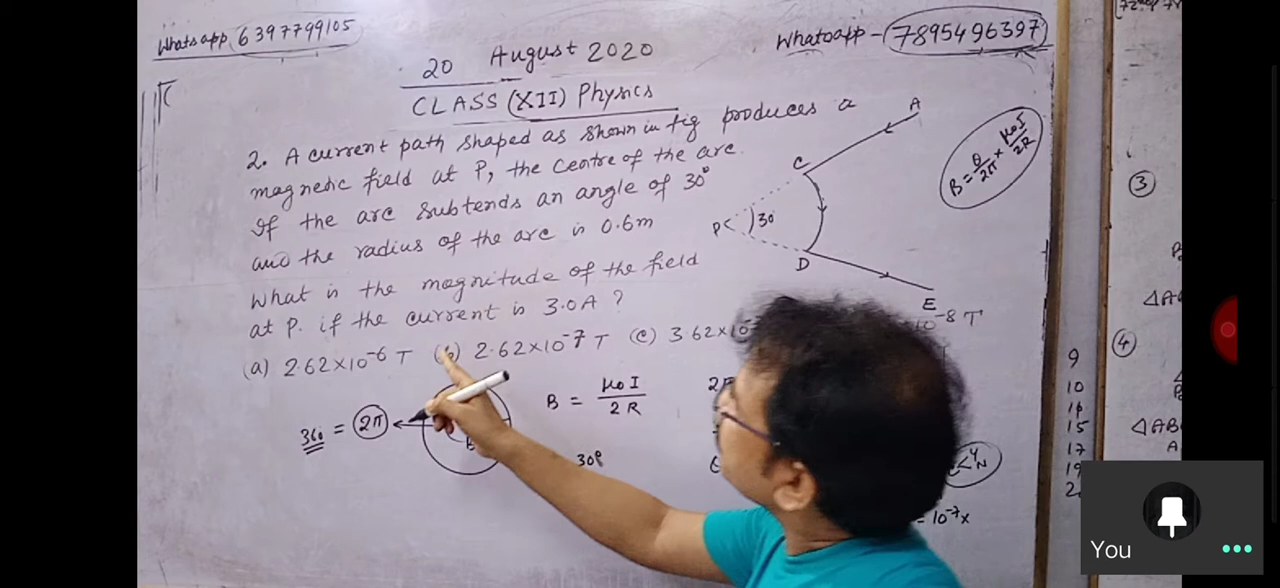 Whatsapp 6397799105
Whatsapp - 7895496397
20 August 2020
CLASS (XII) Physics
2. A current path shaped as shown in fig produces a
magnetic field at P, the centre of the arc.
If the arc subtends an angle of 30°
and the radius of the arc is 0.6m
What is the magnitude of the field
at P. if the current is 3.0A ?
(a) 2.62×10⁻⁶ T (b) 2.62×10⁻⁷ T (c) 3.62×10
⁻⁸ T
A
C
P
30
D
E
B = θ/2π × μ₀I/2R
360 = 2π
B = μ₀I/2R
30°
= 10⁻⁷ x
3
4
ΔAB
9
10
15
17
19
You